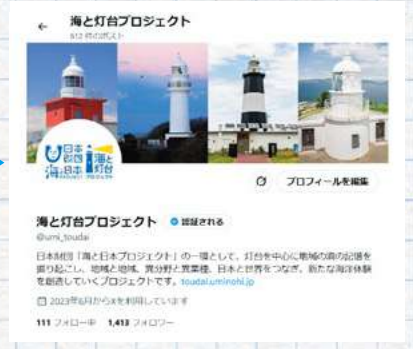 海と灯台プロジェクト
612 件のポスト
日本財団
海と日本
PROJECT
海と灯台
プロジェクト
プロフィールを編集
海と灯台プロジェクト 認証される
@umi_toudai
日本財団「海と日本プロジェクト」の一環として、灯台を中心に地域の海の記憶を
掘り起こし、地域と地域、異分野と異業種、日本と世界をつなぎ、新たな海洋体験
を創造していくプロジェクトです。toudai.uminohi.jp
2023年6月からXを利用しています
111 フォロー中 1,413 フォロワー